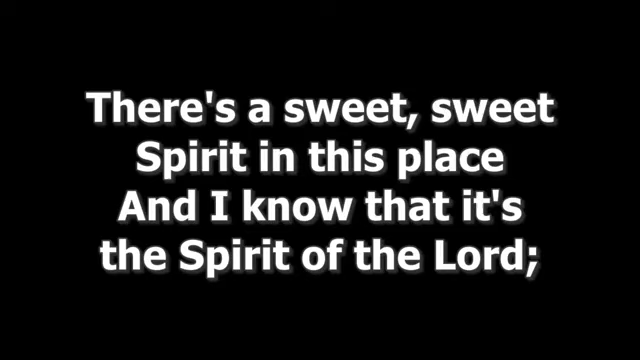 There's a sweet, sweet
Spirit in this place
And I know that it's
the Spirit of the Lord;